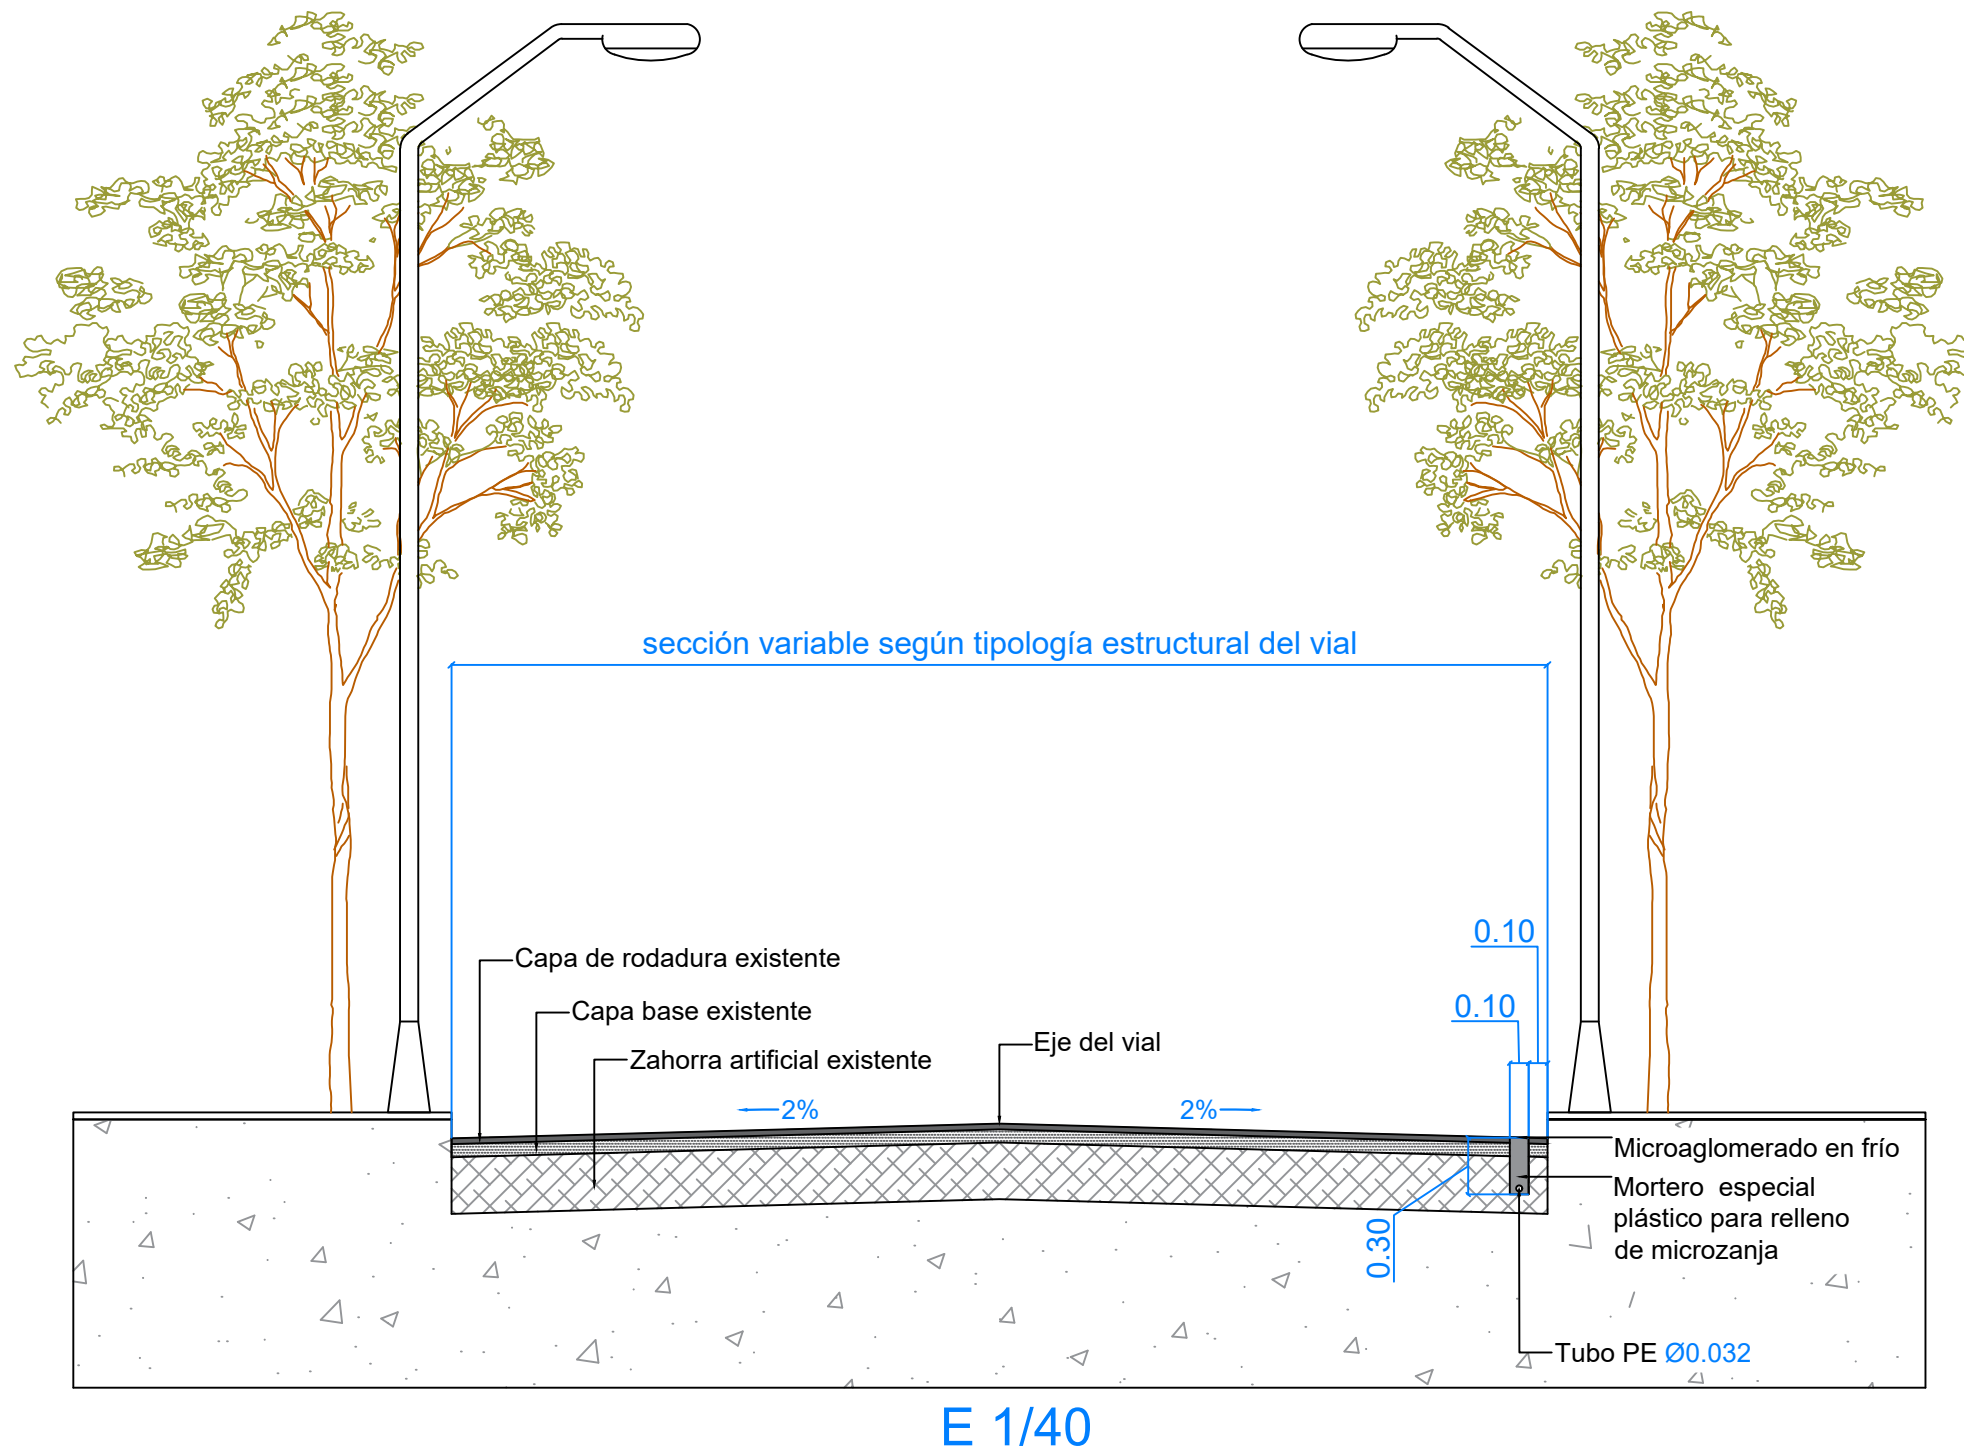 sección variable según tipología estructural del vial
0.10
Capa de rodadura existente
0.10
Capa base existente
Eje del vial
Zahorra artificial existente
2%
2%
Microaglomerado en frío
Mortero especial
plástico para relleno
de microzanja
0.30
Tubo PE Ø0.032
E 1/40